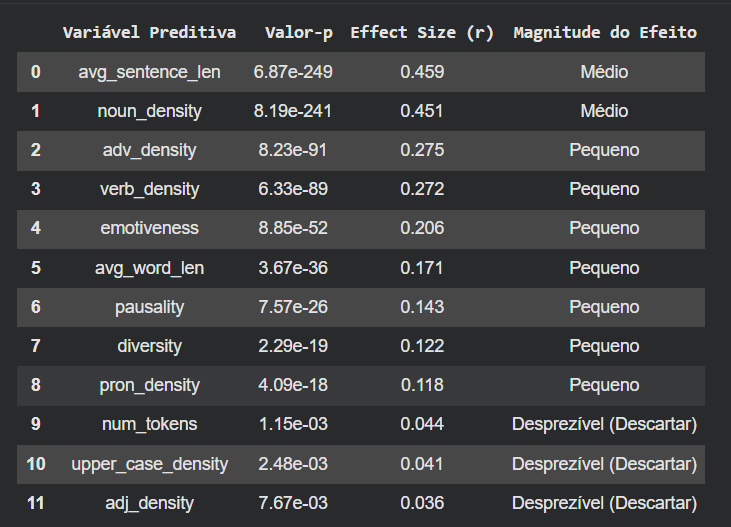 Variável Preditiva Valor-p Effect Size (r) Magnitude do Efeito
0 avg_sentence_len 6.87e-249 0.459 Médio
1 noun_density 8.19e-241 0.451 Médio
2 adv_density 8.23e-91 0.275 Pequeno
3 verb_density 6.33e-89 0.272 Pequeno
4 emotiveness 8.85e-52 0.206 Pequeno
5 avg_word_len 3.67e-36 0.171 Pequeno
6 pausality 7.57e-26 0.143 Pequeno
7 diversity 2.29e-19 0.122 Pequeno
8 pron_density 4.09e-18 0.118 Pequeno
9 num_tokens 1.15e-03 0.044 Desprezível (Descartar)
10 upper_case_density 2.48e-03 0.041 Desprezível (Descartar)
11 adj_density 7.67e-03 0.036 Desprezível (Descartar)